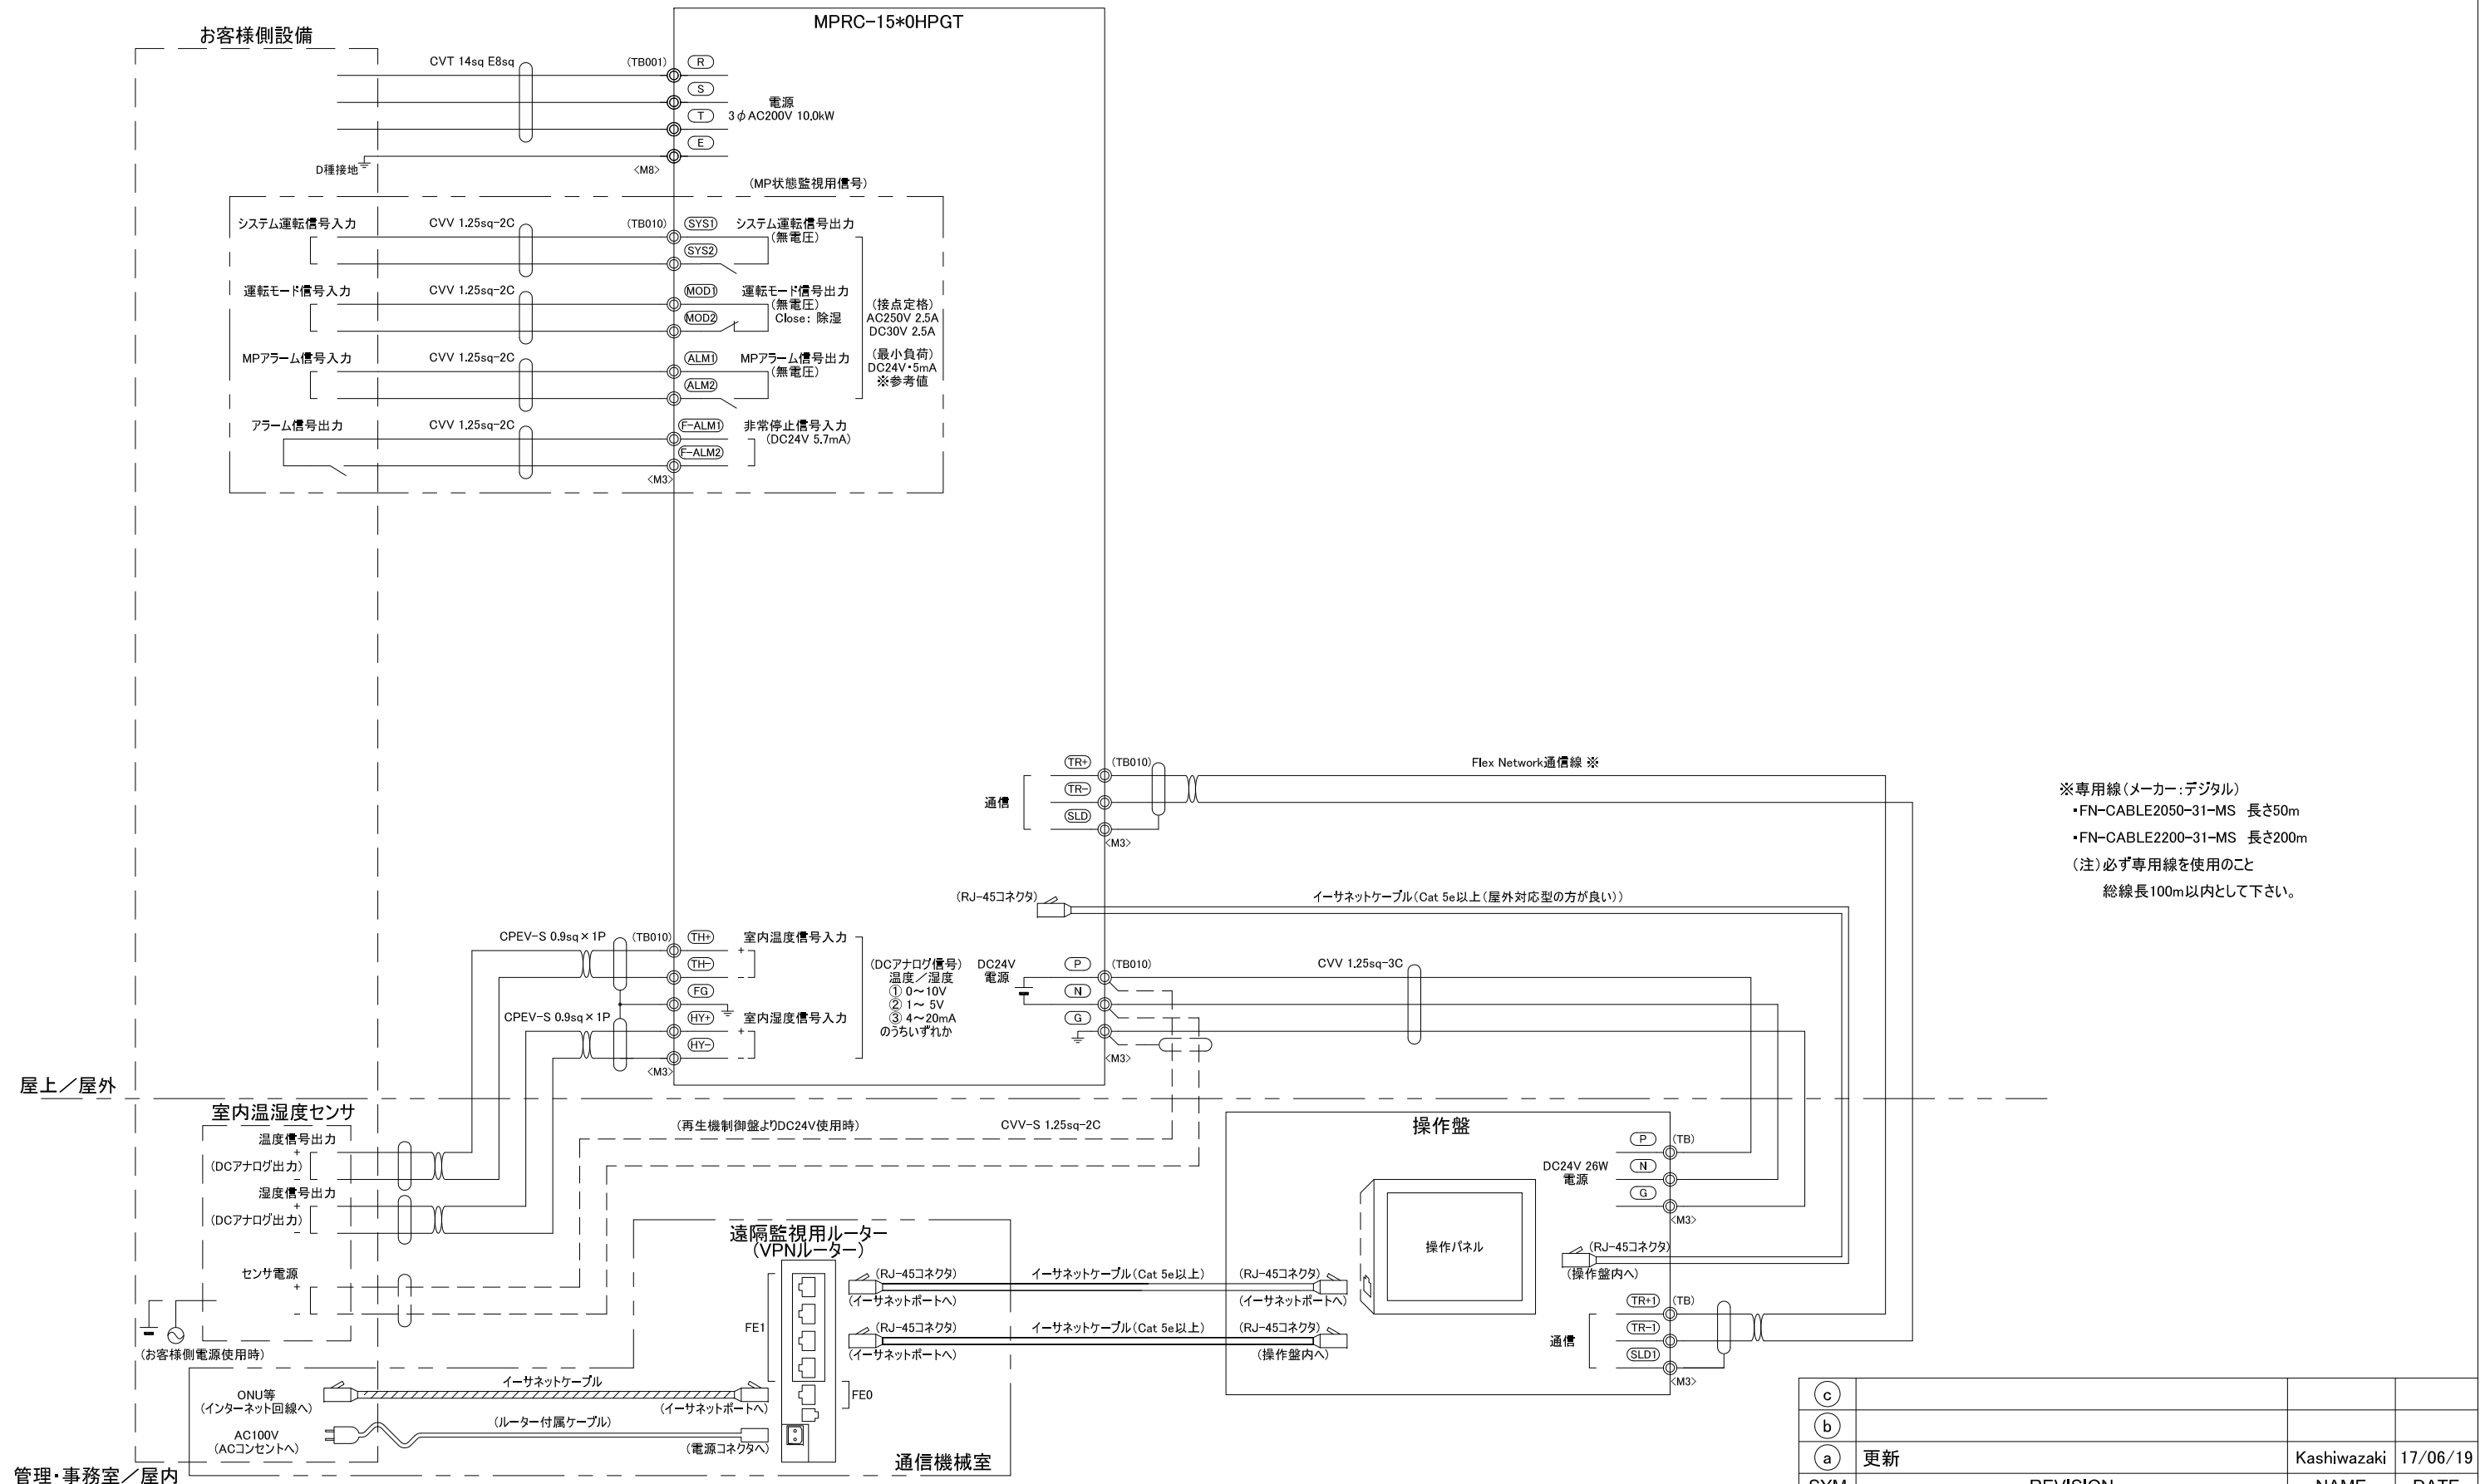 MPRC-15*0HPGT
お客様側設備
CVT 14sq E8sq
(TB001)
R
S
電源
T
3φAC200V 10.0kW
E
D種接地
<M8>
(MP状態監視用信号)
システム運転信号入力
CVV 1.25sq-2C
(TB010)
SYS1
システム運転信号出力
(無電圧)
SYS2
運転モード信号入力
CVV 1.25sq-2C
MOD1
運転モード信号出力
(無電圧)
MOD2
Close: 除湿
(接点定格)
AC250V 2.5A
DC30V 2.5A
MPアラーム信号入力
CVV 1.25sq-2C
ALM1
MPアラーム信号出力
(無電圧)
ALM2
(最小負荷)
DC24V・5mA
※参考値
アラーム信号出力
CVV 1.25sq-2C
F-ALM1
非常停止信号入力
(DC24V 5.7mA)
F-ALM2
<M3>
TR+
(TB010)
Flex Network通信線 ※
通信
TR-
SLD
<M3>
※専用線(メーカー:デジタル)
・FN-CABLE2050-31-MS 長さ50m
・FN-CABLE2200-31-MS 長さ200m
(注)必ず専用線を使用のこと
総線長100m以内として下さい。
(RJ-45コネクタ)
イーサネットケーブル(Cat 5e以上(屋外対応型の方が良い))
CPEV-S 0.9sq×1P
(TB010)
TH+
+
室内温度信号入力
TH-
-
FG
CPEV-S 0.9sq×1P
HY+
+
室内湿度信号入力
HY-
-
<M3>
(DCアナログ信号)
温度/湿度
① 0~10V
② 1~ 5V
③ 4~20mA
のうちいずれか
DC24V
電源
P
(TB010)
CVV 1.25sq-3C
N
G
<M3>
屋上/屋外
室内温湿度センサ
温度信号出力
+
(DCアナログ出力)
-
湿度信号出力
+
(DCアナログ出力)
-
センサ電源
+
-
(お客様側電源使用時)
(再生機制御盤よりDC24V使用時)
CVV-S 1.25sq-2C
操作盤
P
(TB)
DC24V 26W
電源
N
G
<M3>
操作パネル
(RJ-45コネクタ)
(操作盤内へ)
TR+1
(TB)
通信
TR-1
SLD1
<M3>
遠隔監視用ルーター
(VPNルーター)
FE1
(RJ-45コネクタ)
イーサネットケーブル(Cat 5e以上)
(RJ-45コネクタ)
(イーサネットポートへ)
(イーサネットポートへ)
(RJ-45コネクタ)
イーサネットケーブル(Cat 5e以上)
(RJ-45コネクタ)
(イーサネットポートへ)
(操作盤内へ)
FE0
ONU等
(インターネット回線へ)
イーサネットケーブル
(イーサネットポートへ)
AC100V
(ACコンセントへ)
(ルーター付属ケーブル)
(電源コネクタへ)
通信機械室
管理・事務室/屋内
c
b
a 更新 Kashiwazaki 17/06/19
SYM REVISION NAME DATE